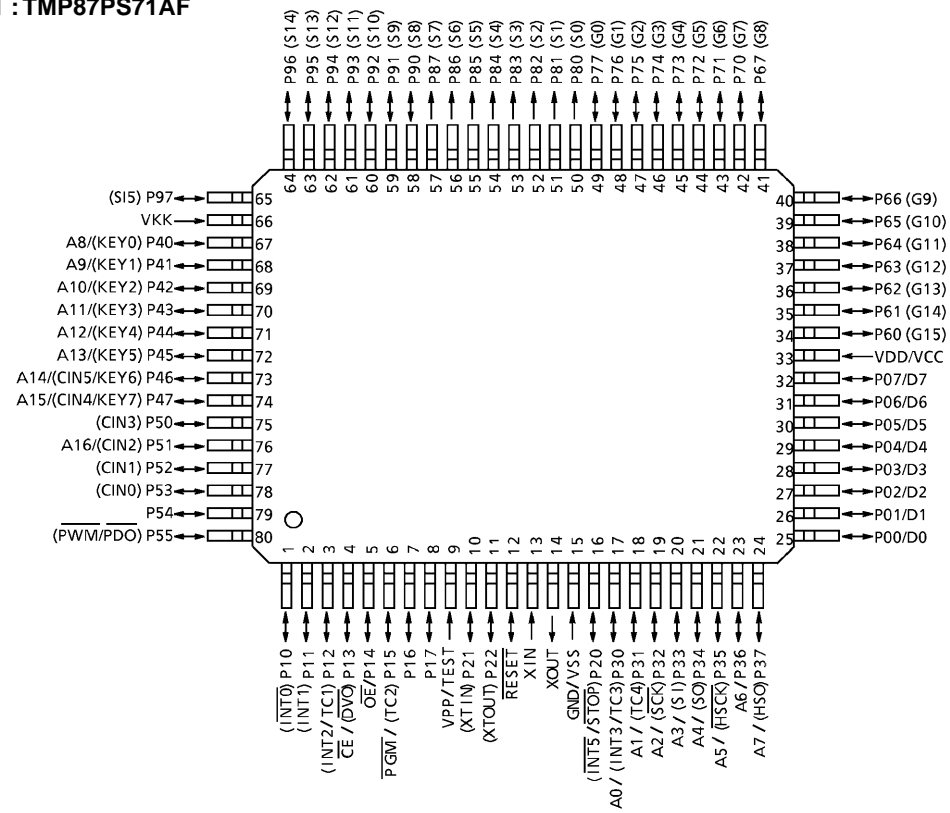 : TMP87PS71AF
P96 (S14)
P95 (S13)
P94 (S12)
P93 (S11)
P92 (S10)
P91 (S9)
P90 (S8)
P87 (S7)
P86 (S6)
P85 (S5)
P84 (S4)
P83 (S3)
P82 (S2)
P81 (S1)
P80 (S0)
P77 (G0)
P76 (G1)
P75 (G2)
P74 (G3)
P73 (G4)
P72 (G5)
P71 (G6)
P70 (G7)
P67 (G8)
64
63
62
61
60
59
58
57
56
55
54
53
52
51
50
49
48
47
46
45
44
43
42
41
(SI5) P97 65
VKK 66
A8/(KEY0) P40 67
A9/(KEY1) P41 68
A10/(KEY2) P42 69
A11/(KEY3) P43 70
A12/(KEY4) P44 71
A13/(KEY5) P45 72
A14/(CIN5/KEY6) P46 73
A15/(CIN4/KEY7) P47 74
(CIN3) P50 75
A16/(CIN2) P51 76
(CIN1) P52 77
(CIN0) P53 78
P54 79
(PWM/PDO) P55 80
40 P66 (G9)
39 P65 (G10)
38 P64 (G11)
37 P63 (G12)
36 P62 (G13)
35 P61 (G14)
34 P60 (G15)
33 VDD/VCC
32 P07/D7
31 P06/D6
30 P05/D5
29 P04/D4
28 P03/D3
27 P02/D2
26 P01/D1
25 P00/D0
1
2
3
4
5
6
7
8
9
10
11
12
13
14
15
16
17
18
19
20
21
22
23
24
(INT0) P10
(INT1) P11
(INT2/TC1) P12
CE / (DVO) P13
OE/P14
PGM / (TC2) P15
P16
P17
VPP/TEST
(XTIN) P21
(XTOUT) P22
RESET
XIN
XOUT
GND/VSS
(INT5/STOP) P20
A0 / (INT3/TC3) P30
A1 / (TC4) P31
A2 / (SCK) P32
A3 / (SI) P33
A4 / (SO) P34
A5 / (HSCK) P35
A6 / P36
A7 / (HSO) P37